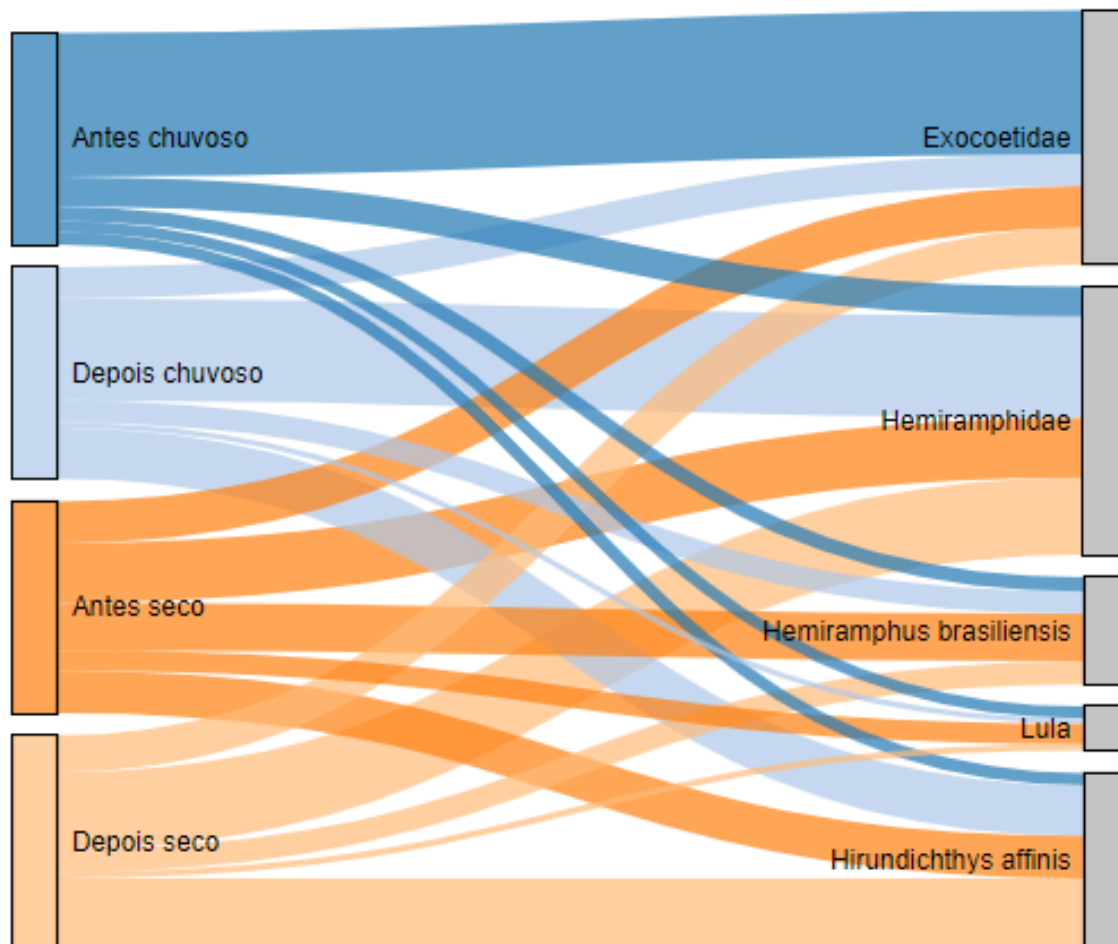 Antes chuvoso
Exocoetidae
Depois chuvoso
Hemiramphidae
Antes seco
Hemiramphus brasiliensis
Lula
Depois seco
Hirundichthys affinis